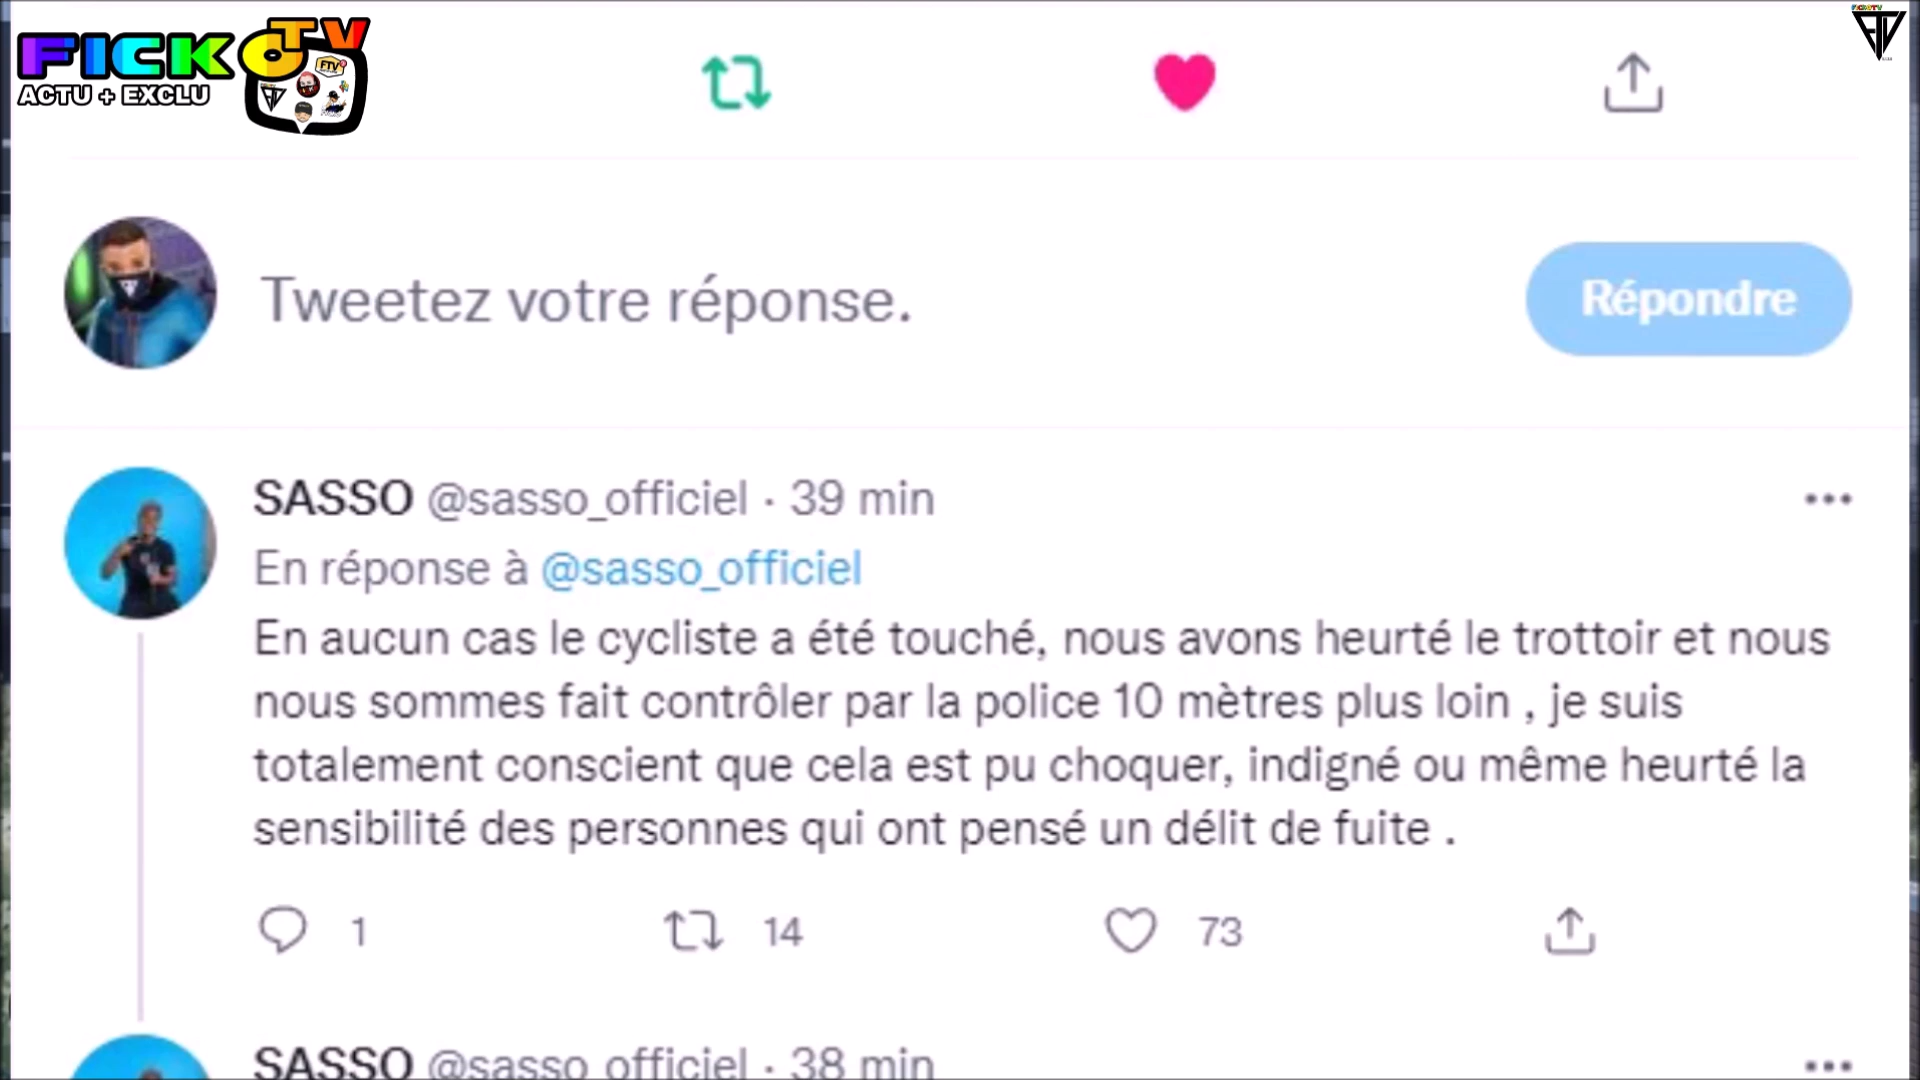 FICKOTV
ACTU + EXCLU
FTV
Tweetez votre réponse.
Répondre
SASSO @sasso_officiel · 39 min
En réponse à @sasso_officiel
En aucun cas le cycliste a été touché, nous avons heurté le trottoir et nous
nous sommes fait contrôler par la police 10 mètres plus loin , je suis
totalement conscient que cela est pu choquer, indigné ou même heurté la
sensibilité des personnes qui ont pensé un délit de fuite .
1
14
73
SASSO @sasso_officiel · 38 min